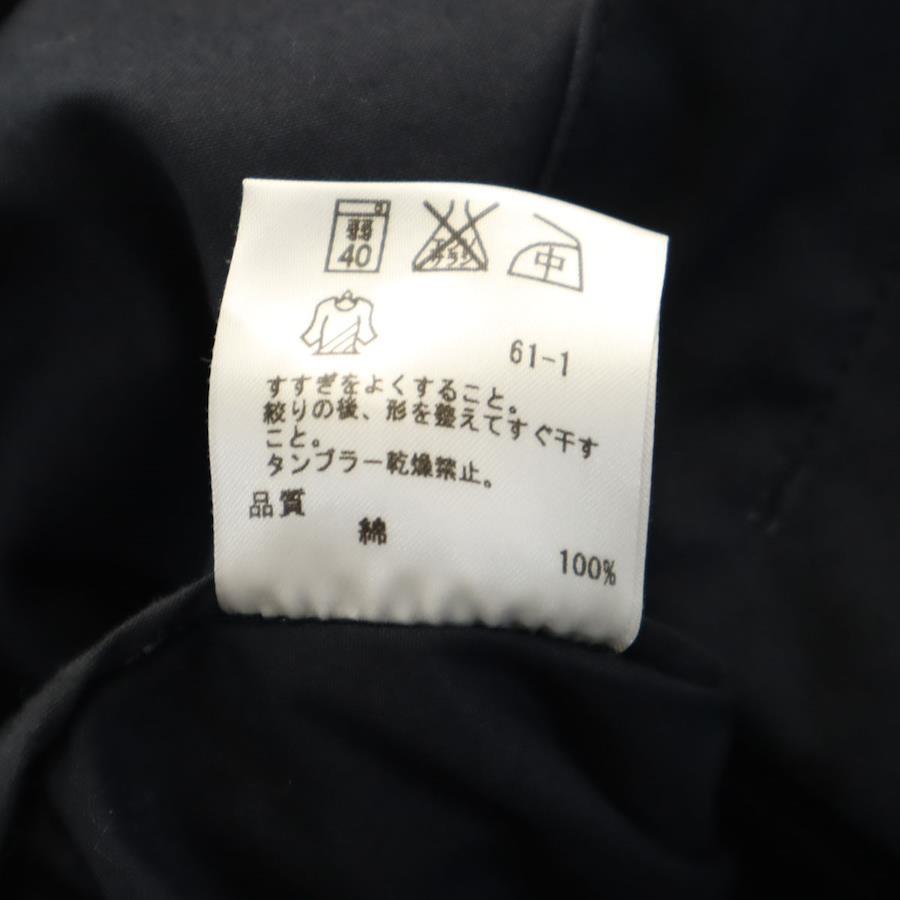 弱
40
エンソ
サラシ
中
61-1
すすぎをよくすること。
絞りの後、形を整えてすぐ干す
こと。
タンブラー乾燥禁止。
品質
綿
100%